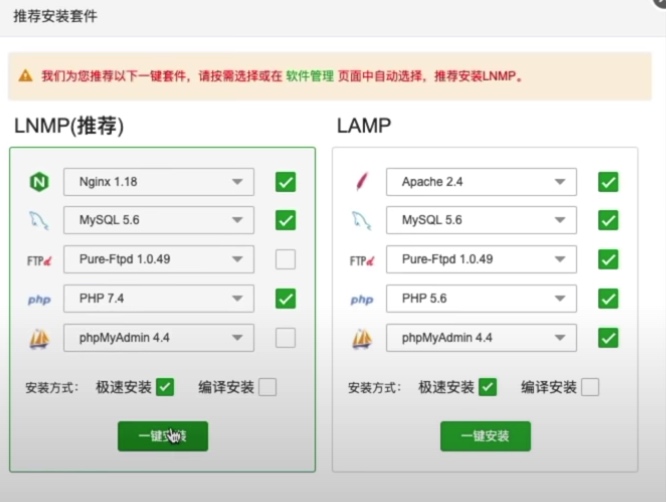 推荐安装套件
我们为您推荐以下一键套件，请按需选择或在 软件管理 页面中自动选择，推荐安装LNMP。
LNMP(推荐)
Nginx 1.18
MySQL 5.6
FTPd Pure-Ftpd 1.0.49
php PHP 7.4
phpMyAdmin 4.4
安装方式: 极速安装 编译安装
一键安装
LAMP
Apache 2.4
MySQL 5.6
FTPd Pure-Ftpd 1.0.49
php PHP 5.6
phpMyAdmin 4.4
安装方式: 极速安装 编译安装
一键安装